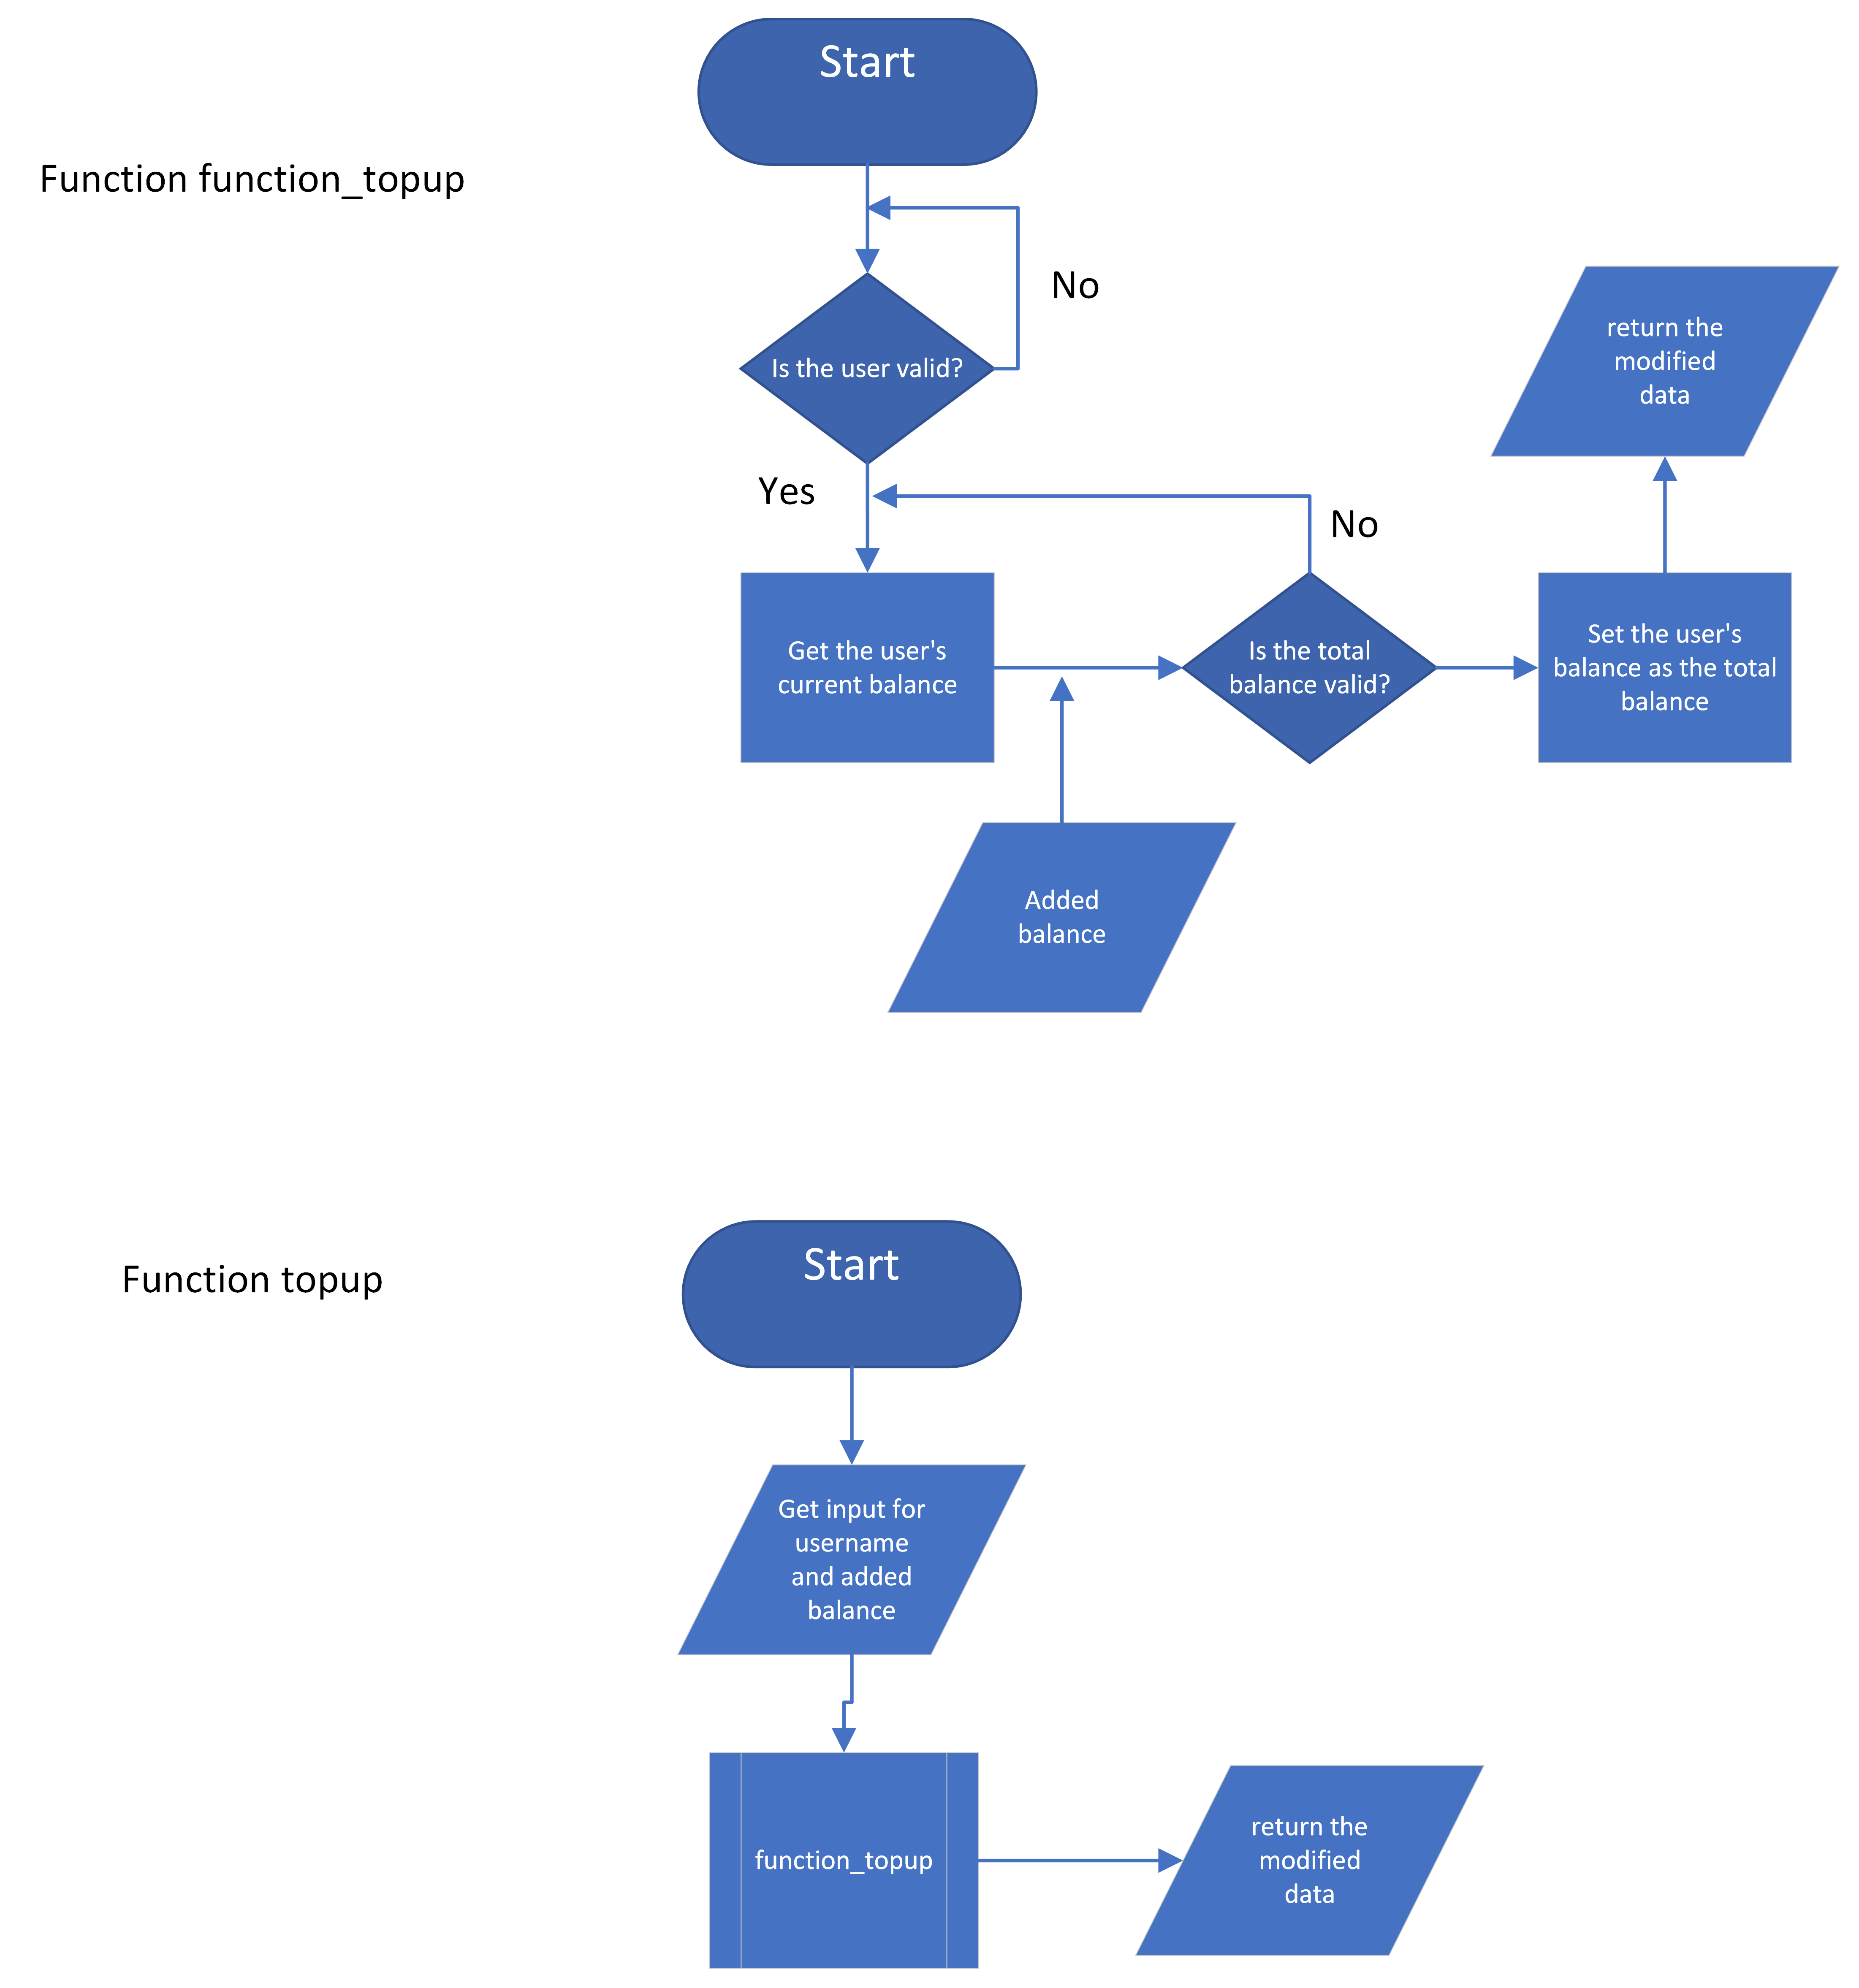 Start
Function function_topup
No
Is the user valid?
return the
modified
data
Yes
No
Get the user's
current balance
Is the total
balance valid?
Set the user's
balance as the total
balance
Added
balance
Start
Function topup
Get input for
username
and added
balance
function_topup
return the
modified
data